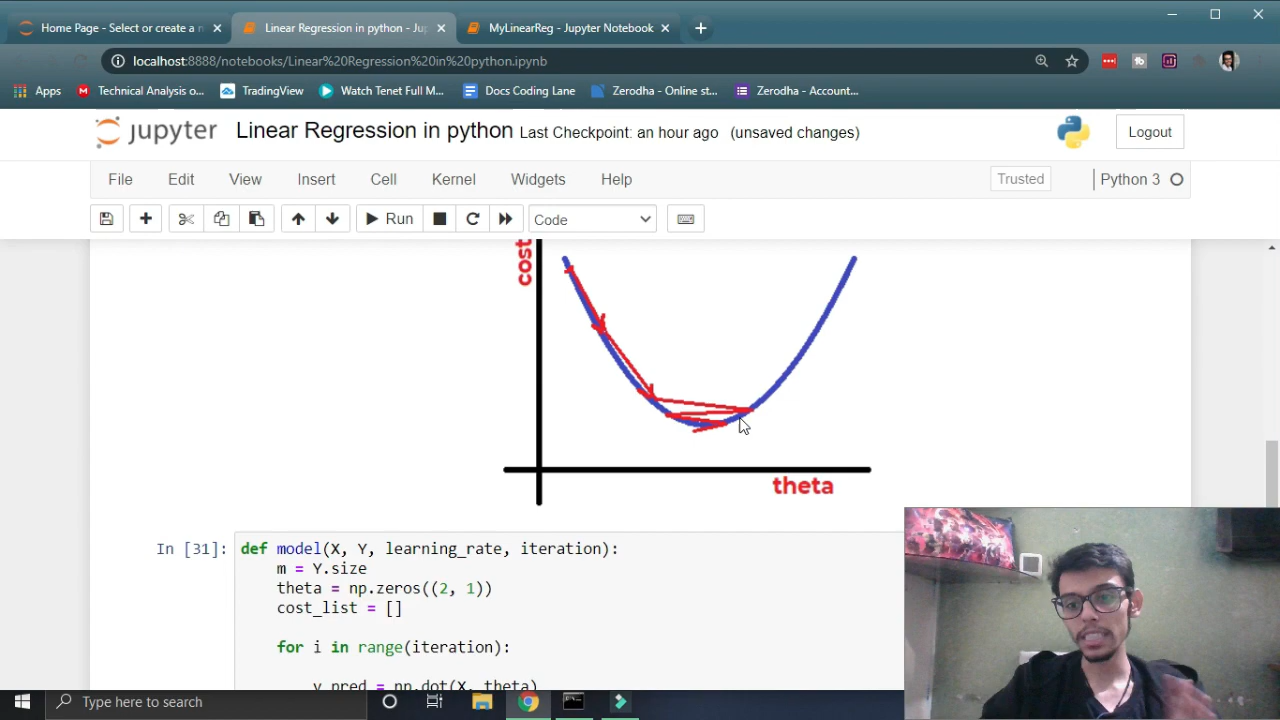 Home Page - Select or create a n
Linear Regression in python - Jup
MyLinearReg - Jupyter Notebook
localhost:8888/notebooks/Linear%20Regression%20in%20python.ipynb
Apps
Technical Analysis o...
TradingView
Watch Tenet Full M...
Docs Coding Lane
Zerodha - Online st...
Zerodha - Account...
jupyter Linear Regression in python Last Checkpoint: an hour ago (unsaved changes)
Logout
File Edit View Insert Cell Kernel Widgets Help
Trusted
Python 3
Run
Code
cost
theta
In [31]:
def model(X, Y, learning_rate, iteration):
m = Y.size
theta = np.zeros((2, 1))
cost_list = []
for i in range(iteration):
y_pred = np.dot(X, theta)
Type here to search